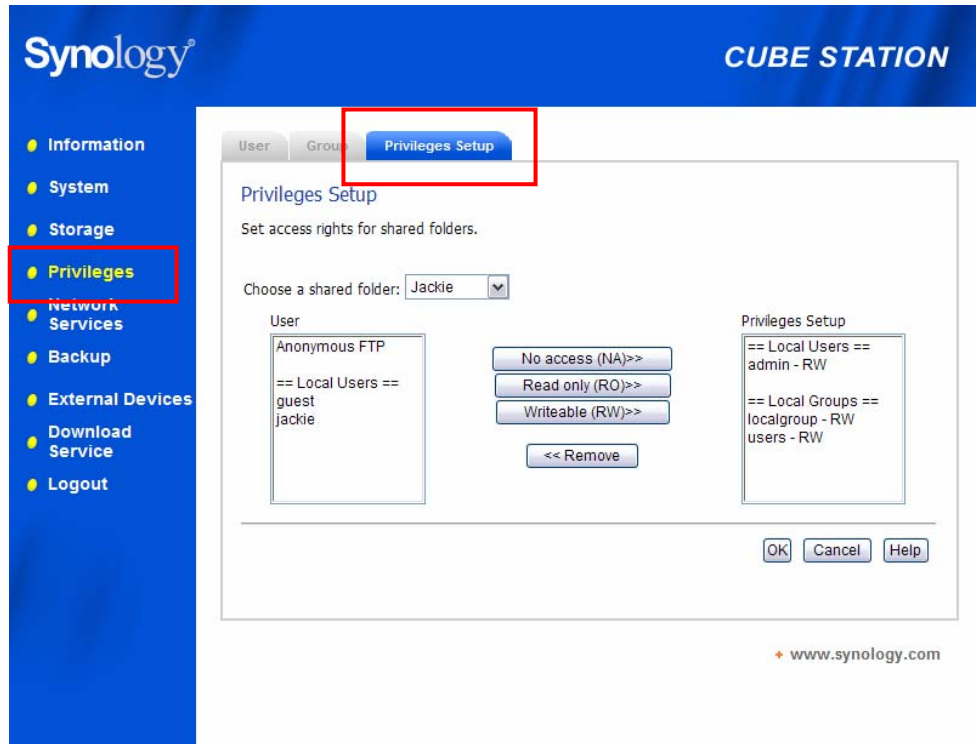 Synology®
CUBE STATION
Information
System
Storage
Privileges
Network
Services
Backup
External Devices
Download
Service
Logout
User
Group
Privileges Setup
Privileges Setup
Set access rights for shared folders.
Choose a shared folder: Jackie
User
Anonymous FTP
== Local Users ==
guest
jackie
No access (NA)>>
Read only (RO)>>
Writeable (RW)>>
<< Remove
Privileges Setup
== Local Users ==
admin - RW
== Local Groups ==
localgroup - RW
users - RW
OK
Cancel
Help
www.synology.com